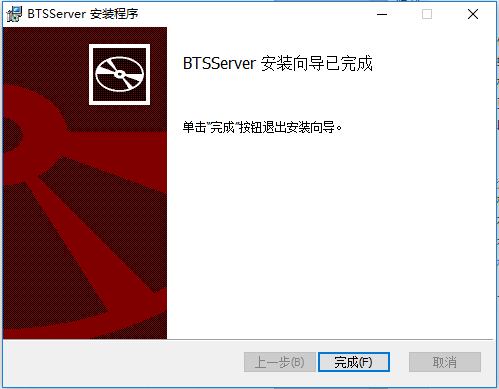 BTSServer 安装程序
BTSServer 安装向导已完成
单击"完成"按钮退出安装向导。
上一步(B)
完成(F)
取消